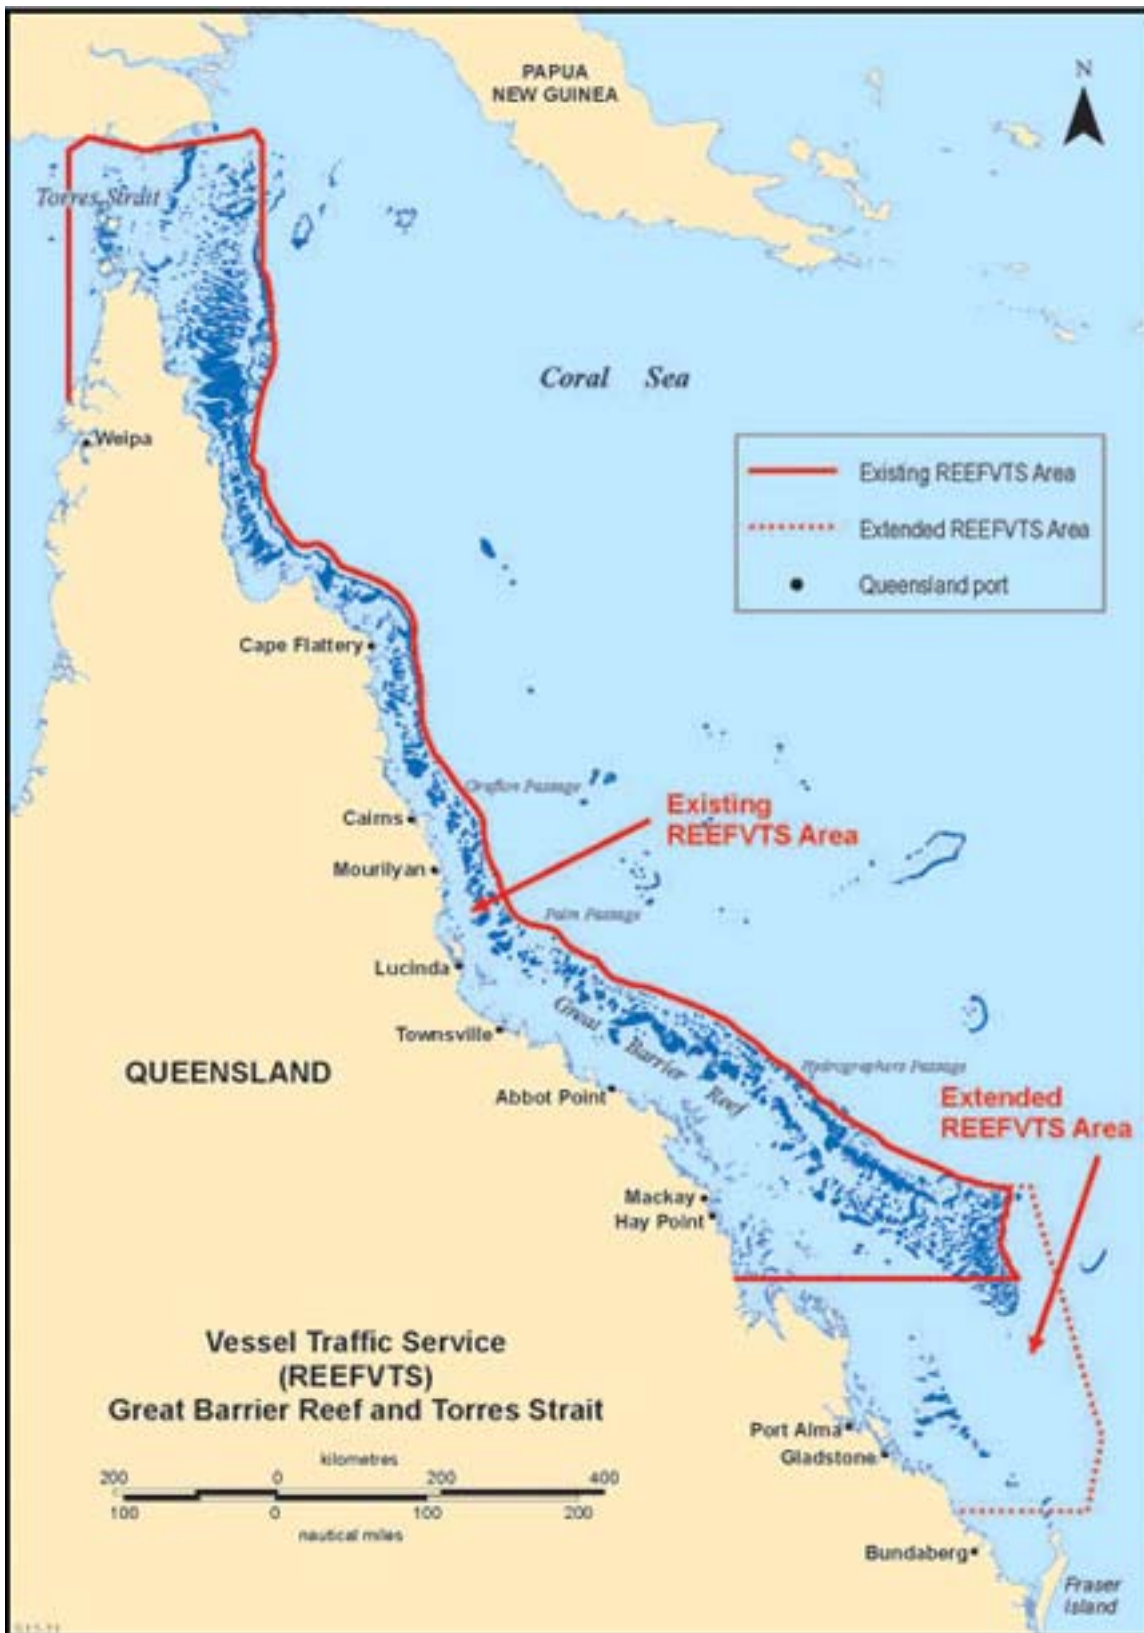 PAPUA
NEW GUINEA
N
Torres Strait
Coral Sea
Weipa
Existing REEFVTS Area
Extended REEFVTS Area
Queensland port
Cape Flattery
Grafton Passage
Existing
REEFVTS Area
Cairns
Mourilyan
Palm Passage
Lucinda
Great
Barrier
Reef
Townsville
QUEENSLAND
Hydrographers Passage
Abbot Point
Extended
REEFVTS Area
Mackay
Hay Point
Vessel Traffic Service
(REEFVTS)
Great Barrier Reef and Torres Strait
Port Alma
Gladstone
kilometres
200 0 200 400
100 0 100 200
nautical miles
Bundaberg
Fraser
Island